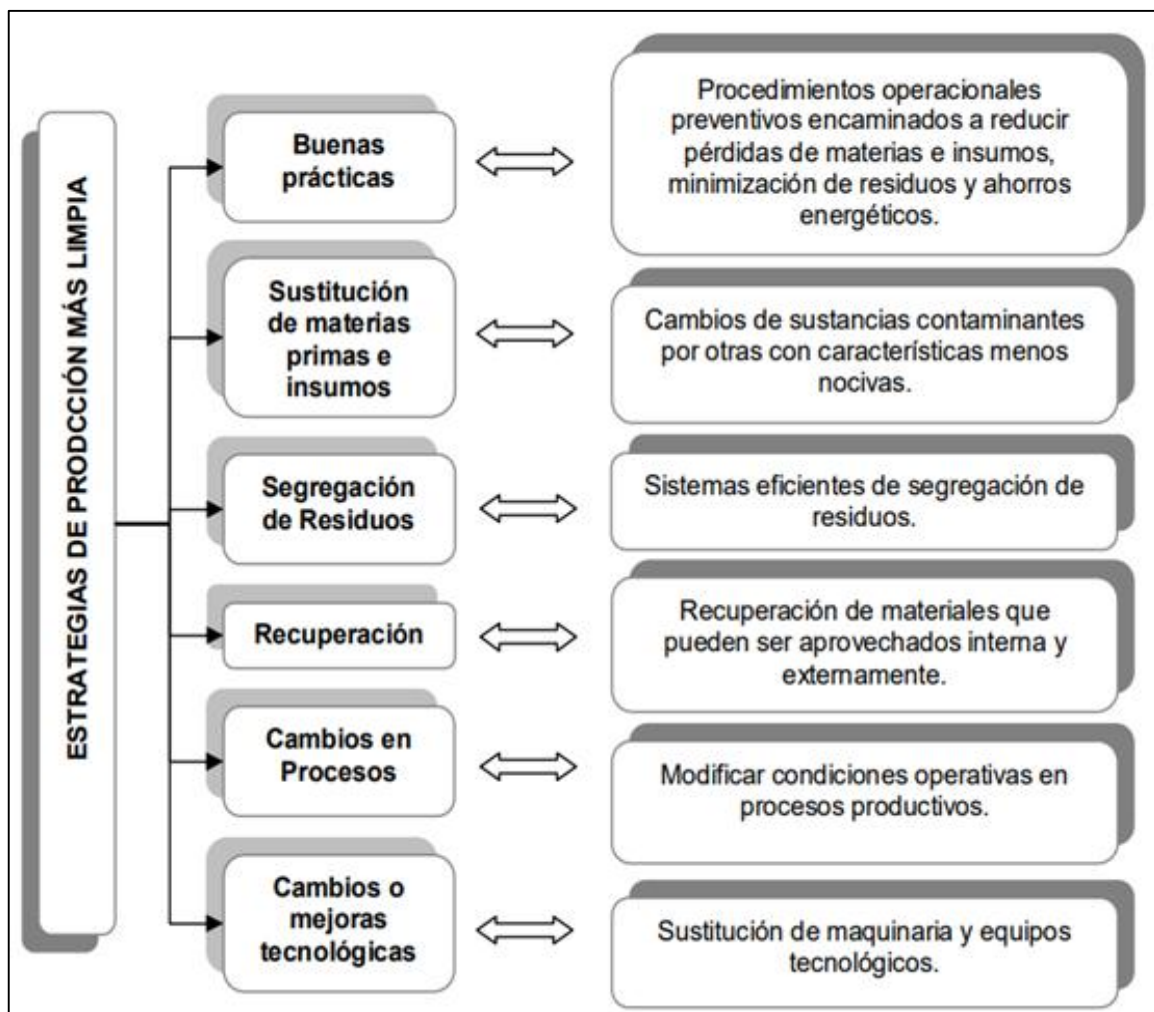 ESTRATEGIAS DE PRODCCIÓN MÁS LIMPIA
Buenas
prácticas
Procedimientos operacionales
preventivos encaminados a reducir
pérdidas de materias e insumos,
minimización de residuos y ahorros
energéticos.
Sustitución
de materias
primas e
insumos
Cambios de sustancias contaminantes
por otras con características menos
nocivas.
Segregación
de Residuos
Sistemas eficientes de segregación de
residuos.
Recuperación
Recuperación de materiales que
pueden ser aprovechados interna y
externamente.
Cambios en
Procesos
Modificar condiciones operativas en
procesos productivos.
Cambios o
mejoras
tecnológicas
Sustitución de maquinaria y equipos
tecnológicos.